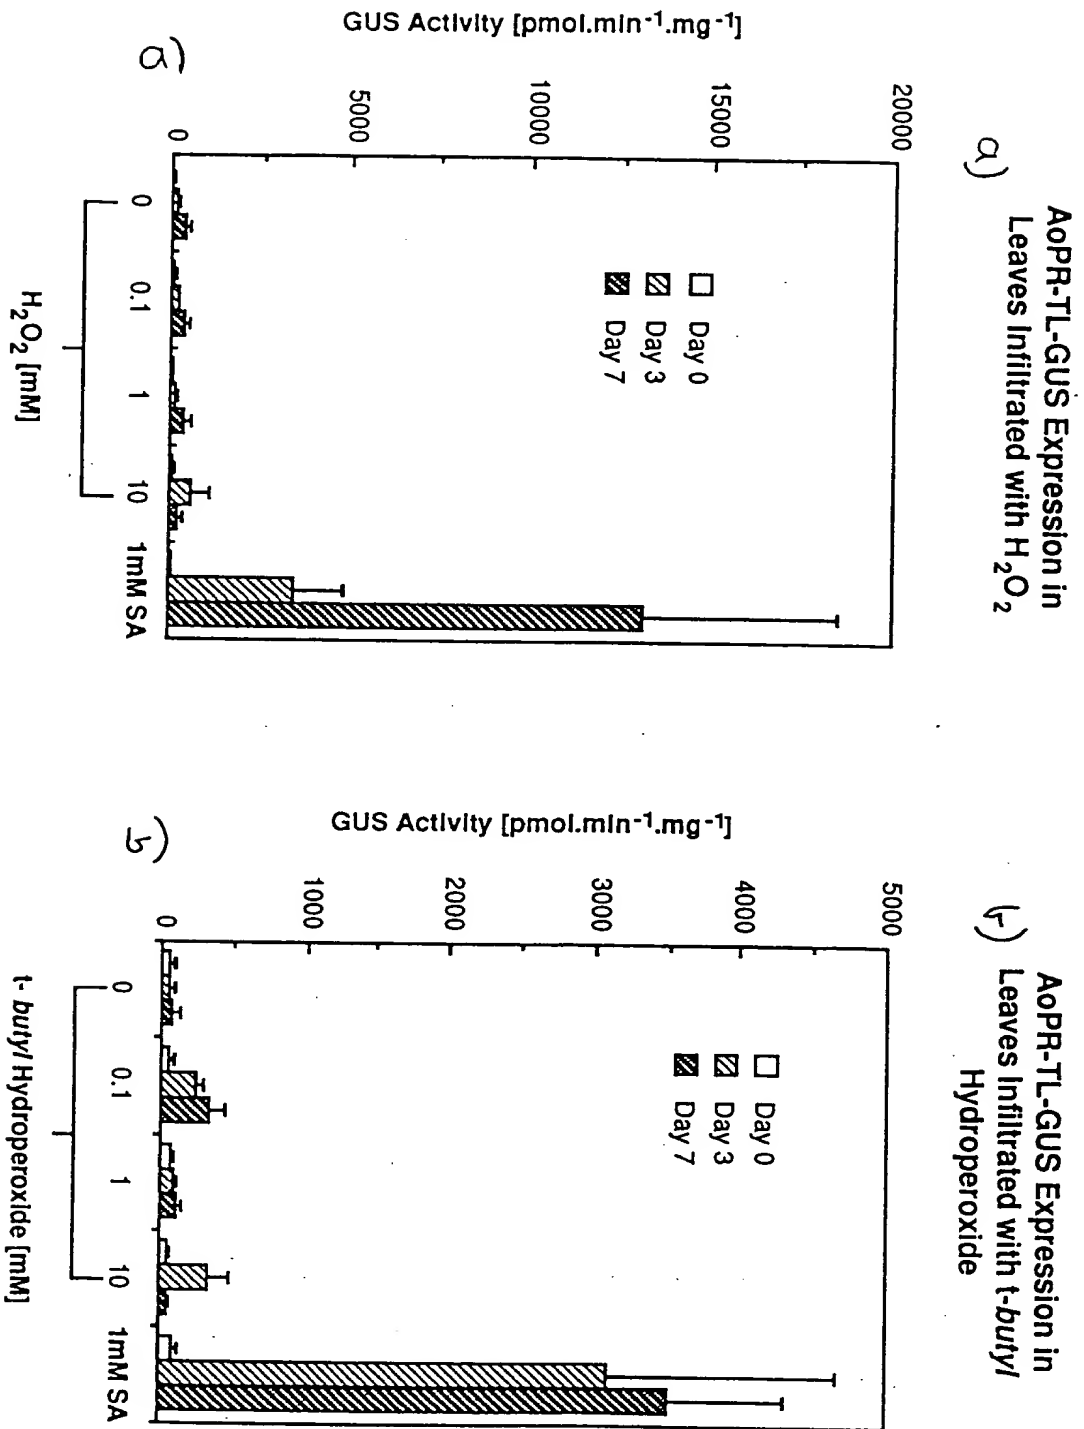 a)
AoPR-TL-GUS Expression in
Leaves Infiltrated with H₂O₂
GUS Activity [pmol.min⁻¹.mg⁻¹]
20000
15000
10000
5000
0
Day 0
Day 3
Day 7
0 0.1 1 10 1mM SA
H₂O₂ [mM]
a)
b)
AoPR-TL-GUS Expression in
Leaves Infiltrated with t-butyl
Hydroperoxide
GUS Activity [pmol.min⁻¹.mg⁻¹]
5000
4000
3000
2000
1000
0
Day 0
Day 3
Day 7
0 0.1 1 10 1mM SA
t-butyl Hydroperoxide [mM]
b)